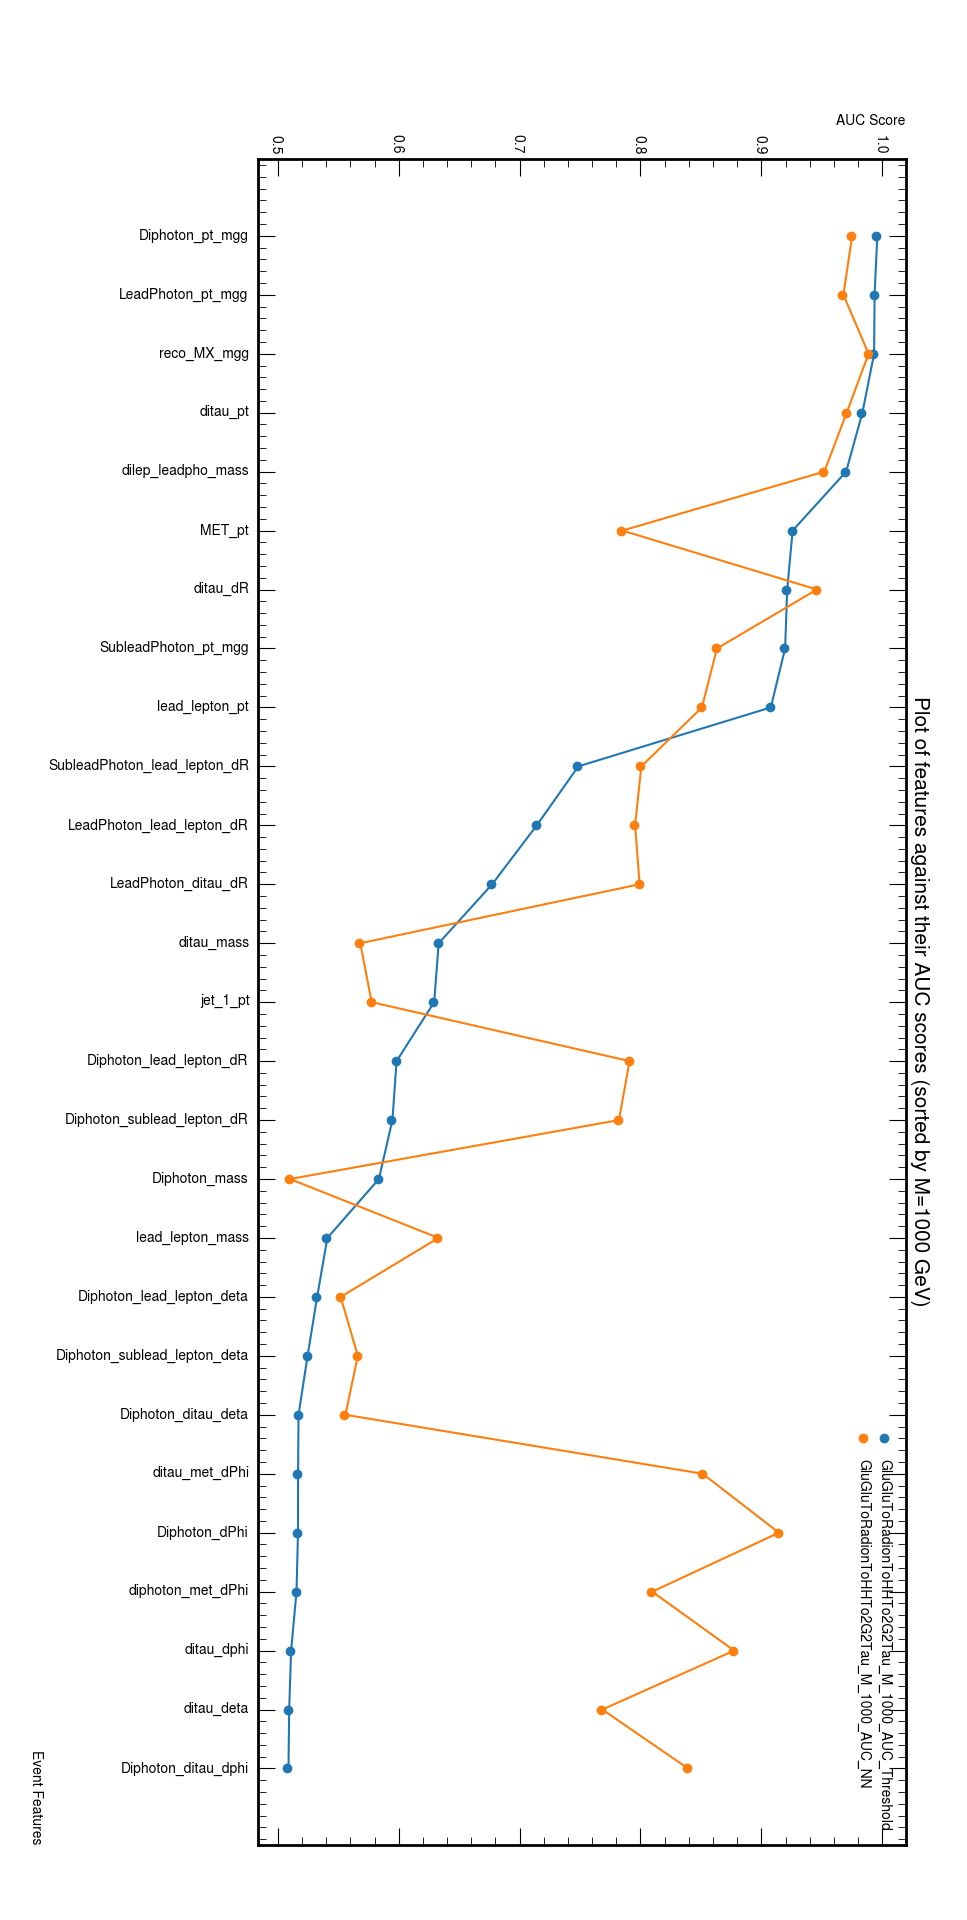 Plot of features against their AUC scores (sorted by M=1000 GeV)
AUC Score
1.0
0.9
0.8
0.7
0.6
0.5
GluGluToRadionToHHTo2G2Tau_M_1000_AUC_Threshold
GluGluToRadionToHHTo2G2Tau_M_1000_AUC_NN
Diphoton_pt_mgg
LeadPhoton_pt_mgg
reco_MX_mgg
ditau_pt
dilep_leadpho_mass
MET_pt
ditau_dR
SubleadPhoton_pt_mgg
lead_lepton_pt
SubleadPhoton_lead_lepton_dR
LeadPhoton_lead_lepton_dR
LeadPhoton_ditau_dR
ditau_mass
jet_1_pt
Diphoton_lead_lepton_dR
Diphoton_sublead_lepton_dR
Diphoton_mass
lead_lepton_mass
Diphoton_lead_lepton_deta
Diphoton_sublead_lepton_deta
Diphoton_ditau_deta
ditau_met_dPhi
Diphoton_dPhi
diphoton_met_dPhi
ditau_dphi
ditau_deta
Diphoton_ditau_dphi
Event Features